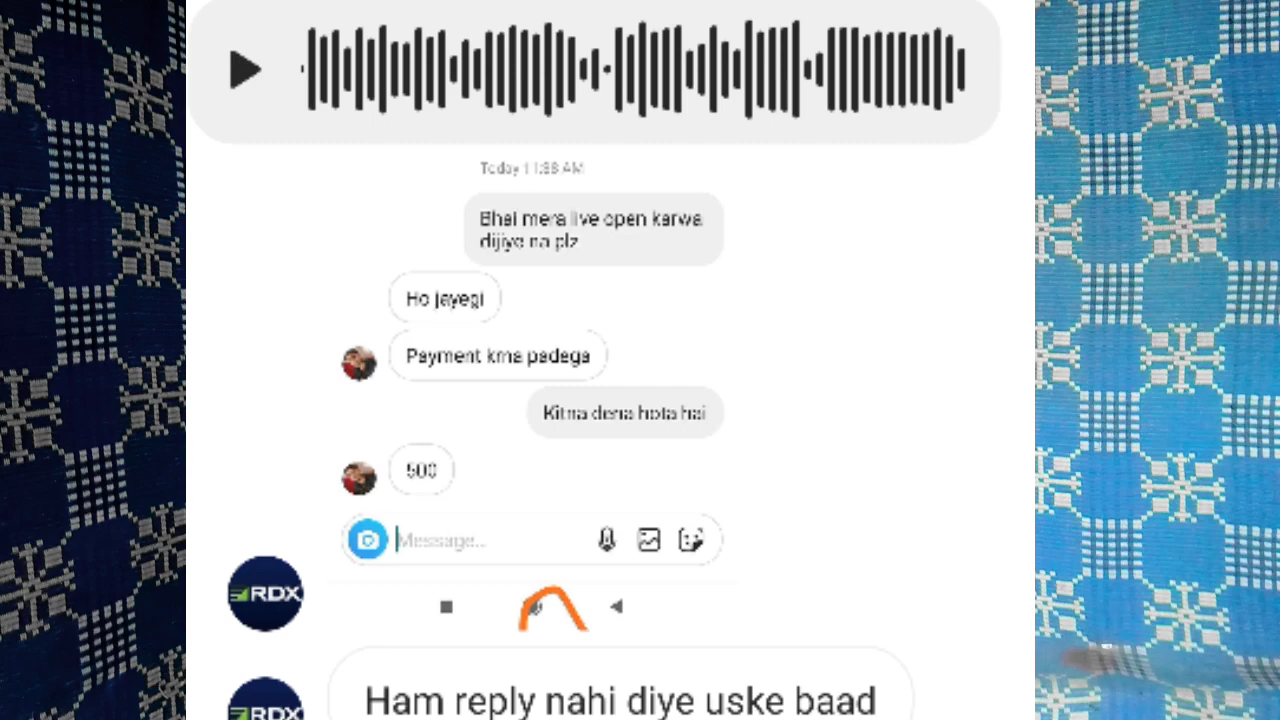 Today 11:38 AM
Bhai mera live open karwa
dijiye na plz
Ho jayegi
Payment krna padega
Kitna dena hota hai
500
Message...
RDX
Ham reply nahi diye uske baad
RDX